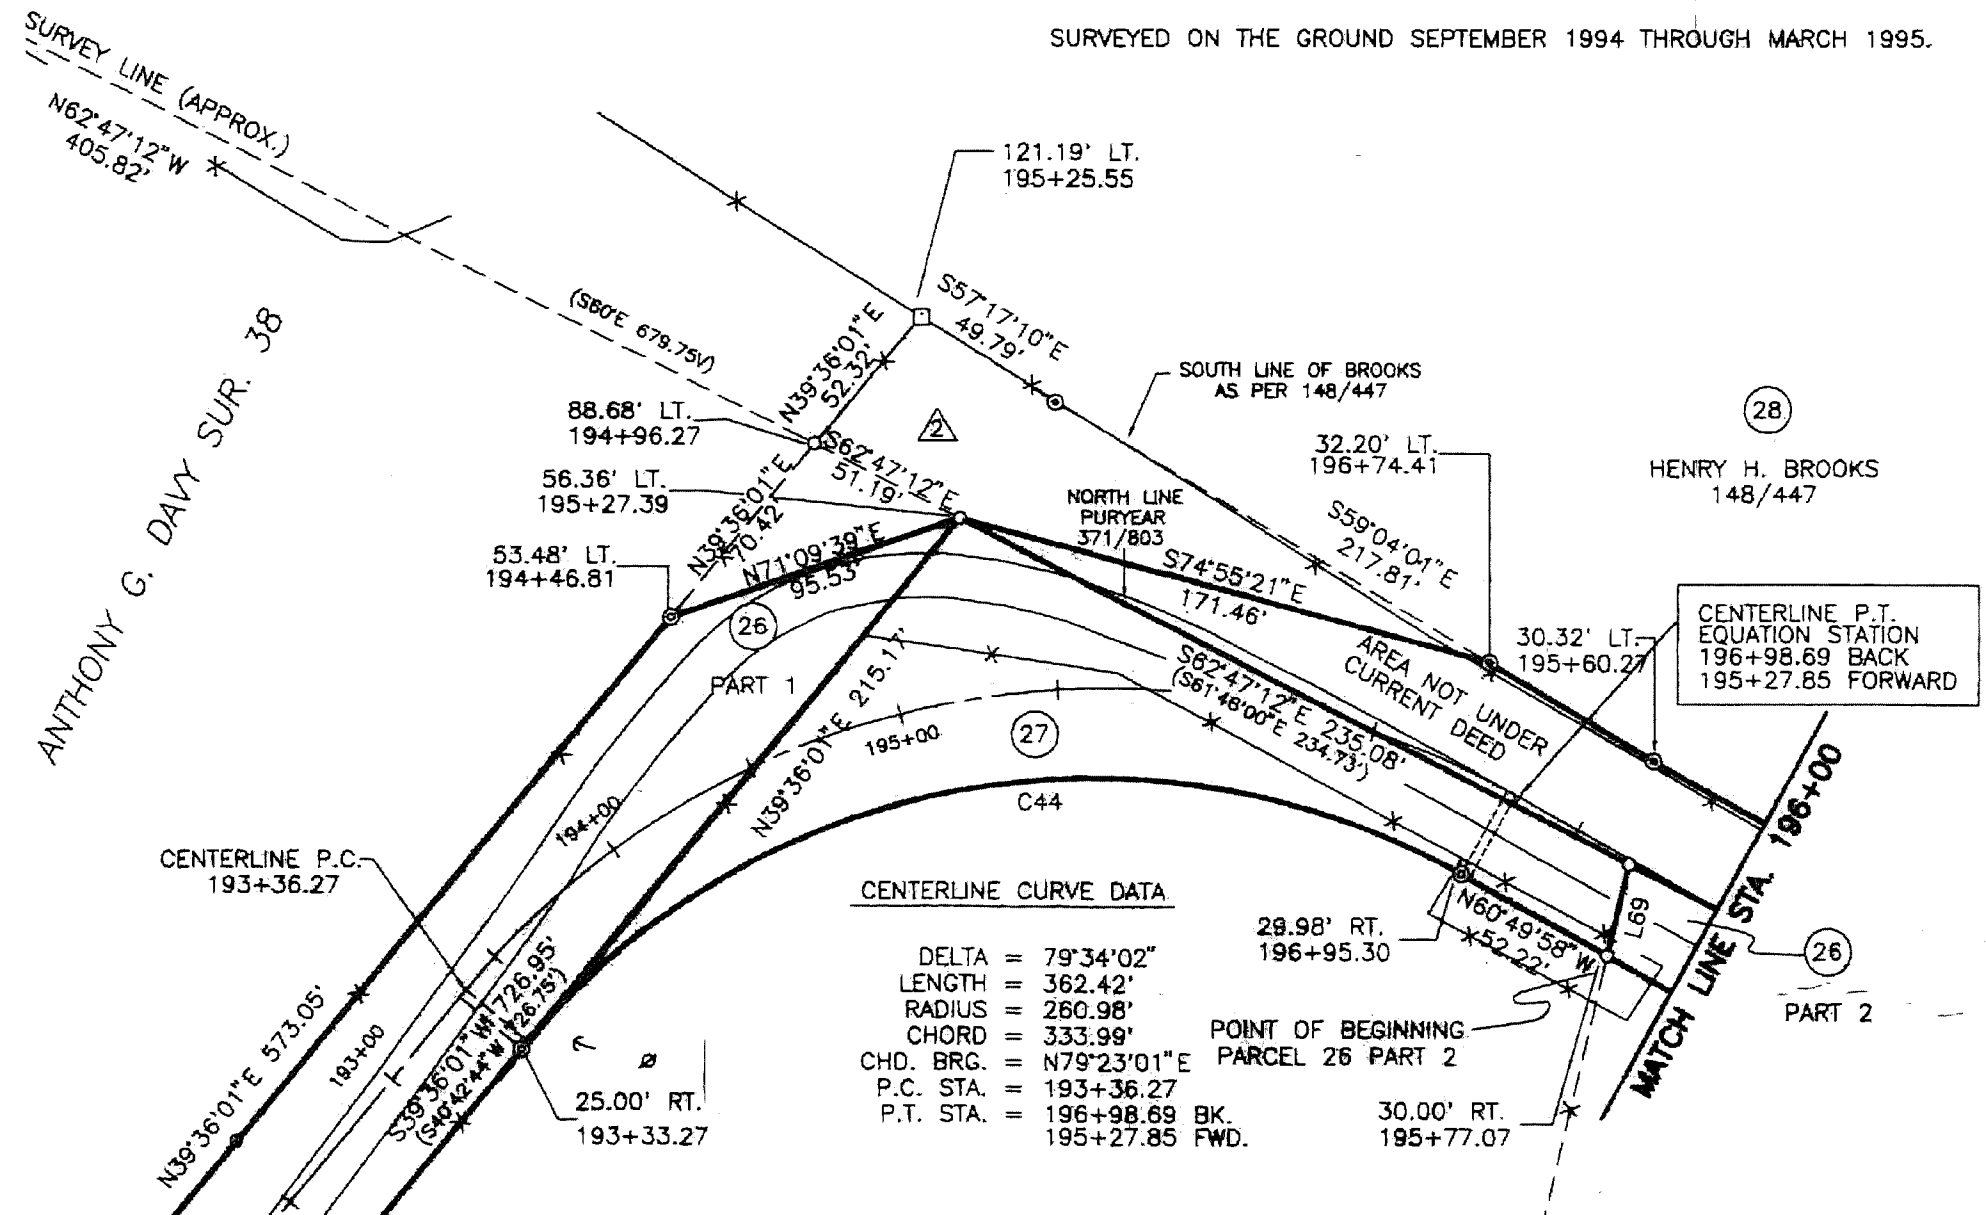 SURVEYED ON THE GROUND SEPTEMBER 1994 THROUGH MARCH 1995.
SURVEY LINE (APPROX.)
N62°47'12"W
405.82'
121.19' LT.
195+25.55
(S60°E 679.75V)
S57°17'10"E
49.79'
N39°36'01"E
52.32'
SOUTH LINE OF BROOKS
AS PER 148/447
28
HENRY H. BROOKS
148/447
88.68' LT.
194+96.27
2
S62°47'12"E
51.19'
32.20' LT.
196+74.41
56.36' LT.
195+27.39
NORTH LINE
PURYEAR
371/803
S59°04'01"E
217.81'
N39°36'01"E
70.42'
53.48' LT.
194+46.81
N71°09'39"E
95.53'
S74°55'21"E
171.46'
ANTHONY G. DAVY SUR. 38
26
PART 1
AREA NOT UNDER
CURRENT DEED
30.32' LT.
195+60.27
CENTERLINE P.T.
EQUATION STATION
196+98.69 BACK
195+27.85 FORWARD
S62°47'12"E 235.08'
(S61°46'00"E 234.73')
N39°36'01"E 215.17'
195+00
27
C44
194+00
CENTERLINE P.C.
193+36.27
MATCH LINE STA. 196+00
CENTERLINE CURVE DATA
DELTA = 79°34'02"
LENGTH = 362.42'
RADIUS = 260.98'
CHORD = 333.99'
CHD. BRG. = N79°23'01"E
P.C. STA. = 193+36.27
P.T. STA. = 196+98.69 BK.
195+27.85 FWD.
29.98' RT.
196+95.30
N60°49'58"W
52.22'
L69
26
PART 2
POINT OF BEGINNING
PARCEL 26 PART 2
30.00' RT.
195+77.07
N39°36'01"E 573.05'
193+00
S39°36'01"W 1726.95'
(S40°42'44"W 1726.75')
25.00' RT.
193+33.27